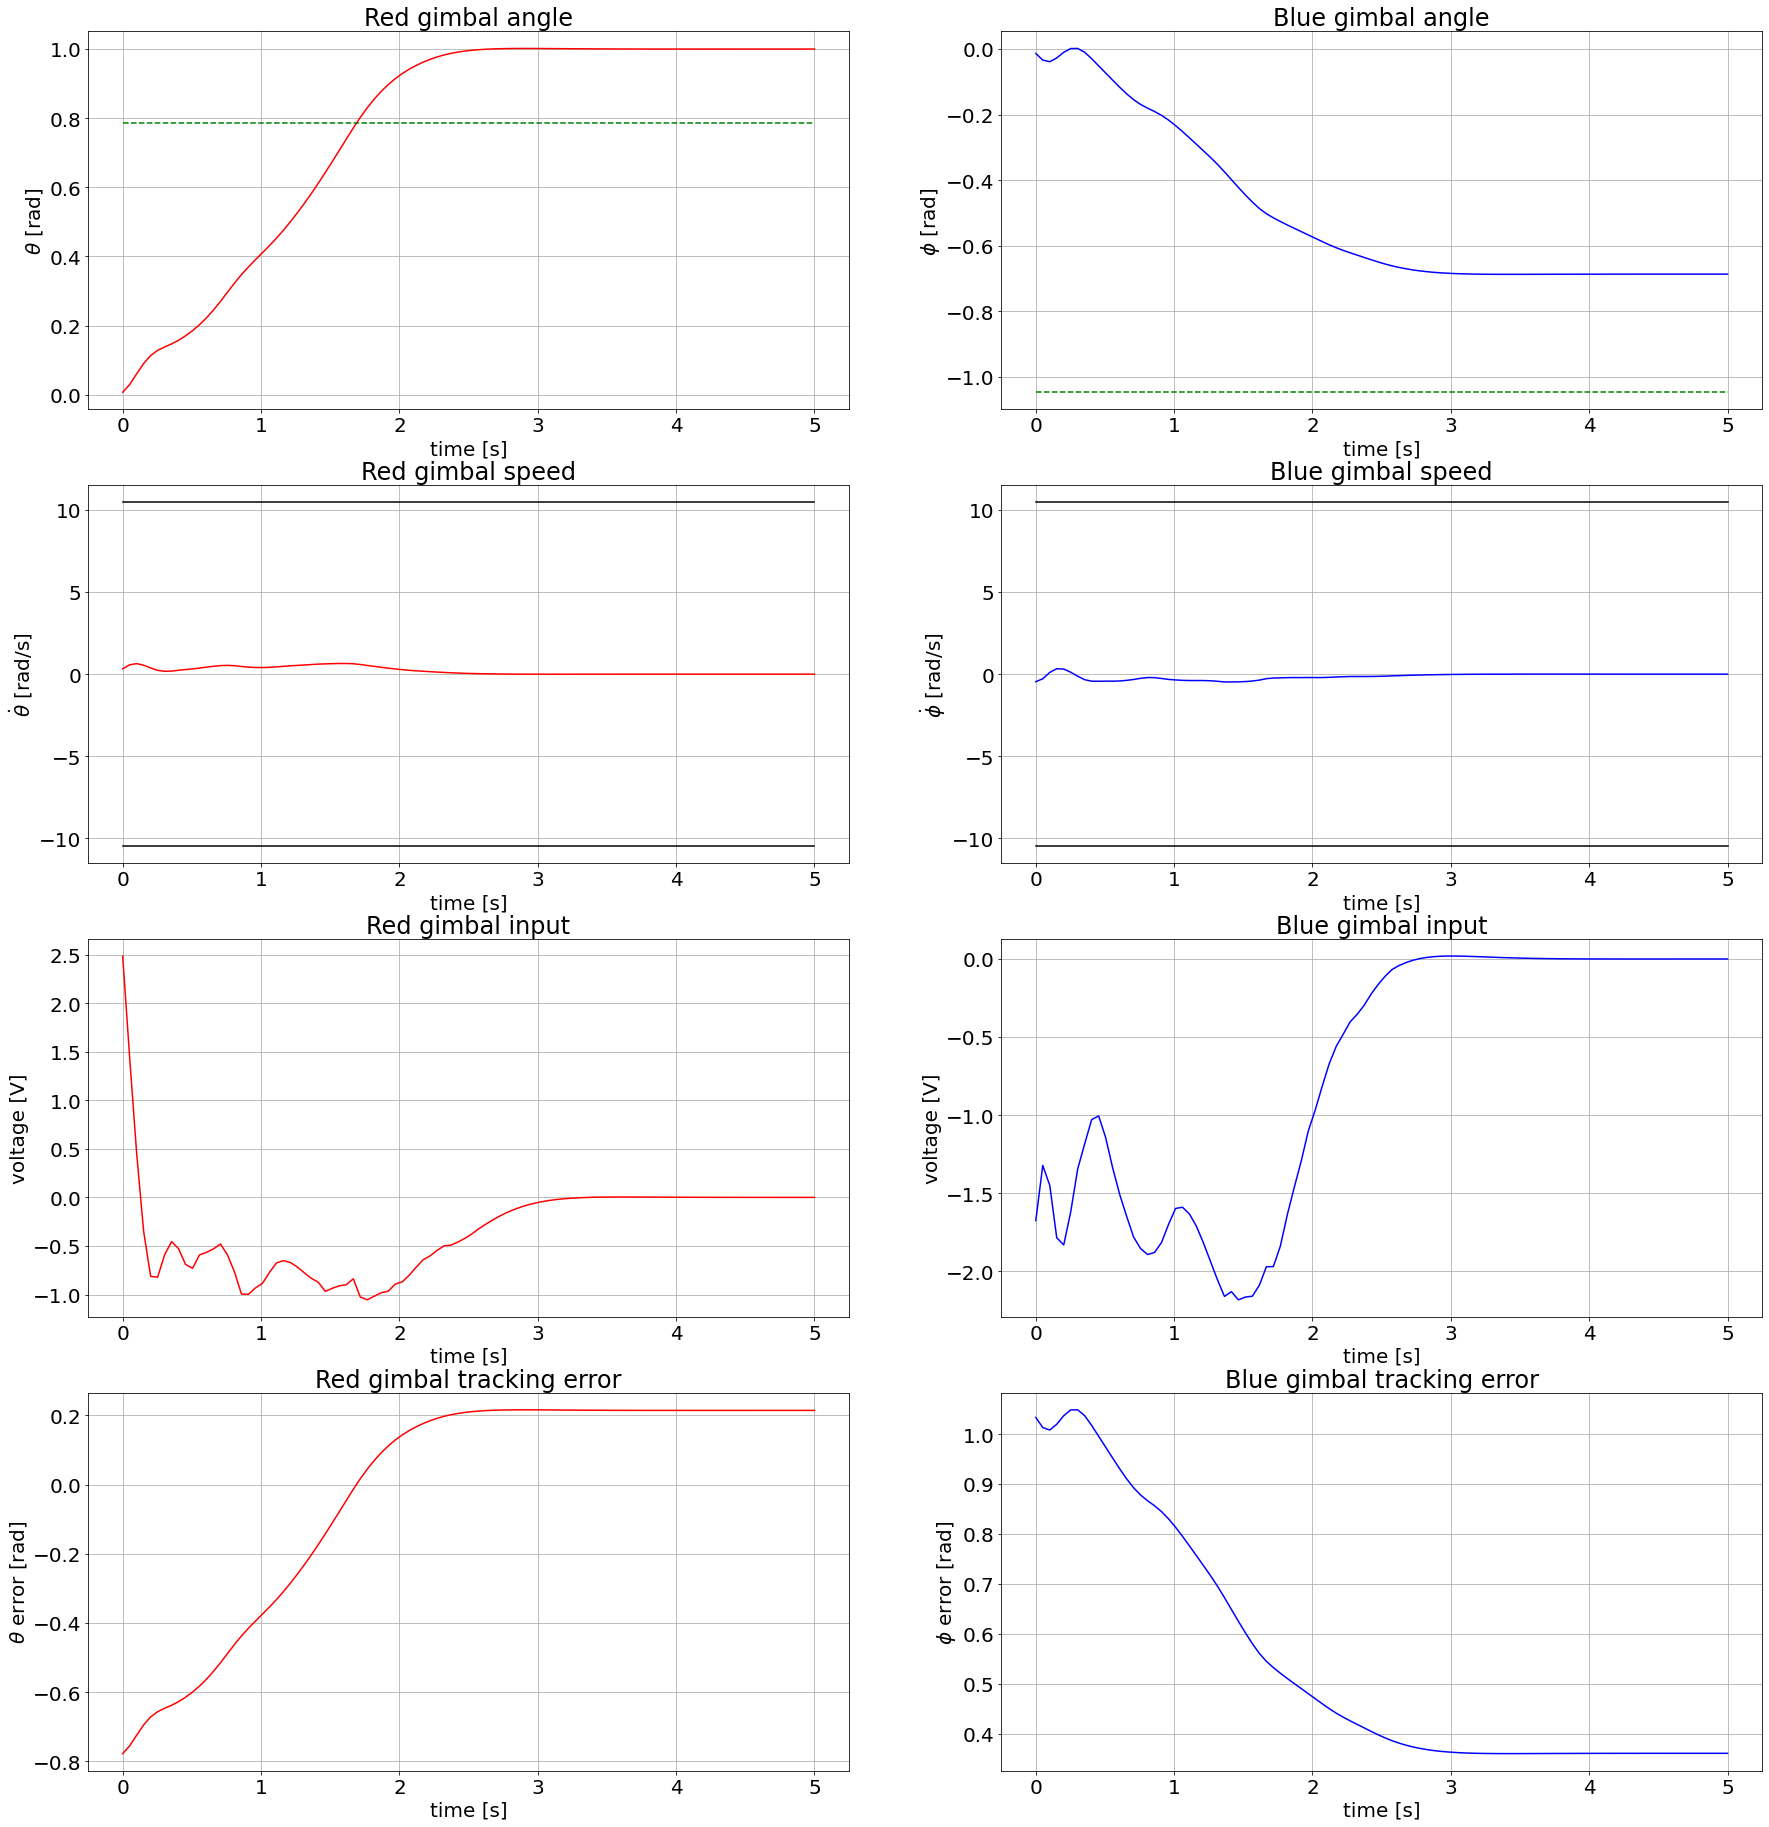 Red gimbal angle
1.0
0.8
0.6
0.4
0.2
0.0
θ [rad]
0 1 2 3 4 5
time [s]
Blue gimbal angle
0.0
−0.2
−0.4
−0.6
−0.8
−1.0
ϕ [rad]
0 1 2 3 4 5
time [s]
Red gimbal speed
10
5
0
−5
−10
θ̇ [rad/s]
0 1 2 3 4 5
time [s]
Blue gimbal speed
10
5
0
−5
−10
ϕ̇ [rad/s]
0 1 2 3 4 5
time [s]
Red gimbal input
2.5
2.0
1.5
1.0
0.5
0.0
−0.5
−1.0
voltage [V]
0 1 2 3 4 5
time [s]
Blue gimbal input
0.0
−0.5
−1.0
−1.5
−2.0
voltage [V]
0 1 2 3 4 5
time [s]
Red gimbal tracking error
0.2
0.0
−0.2
−0.4
−0.6
−0.8
θ error [rad]
0 1 2 3 4 5
time [s]
Blue gimbal tracking error
1.0
0.9
0.8
0.7
0.6
0.5
0.4
ϕ error [rad]
0 1 2 3 4 5
time [s]